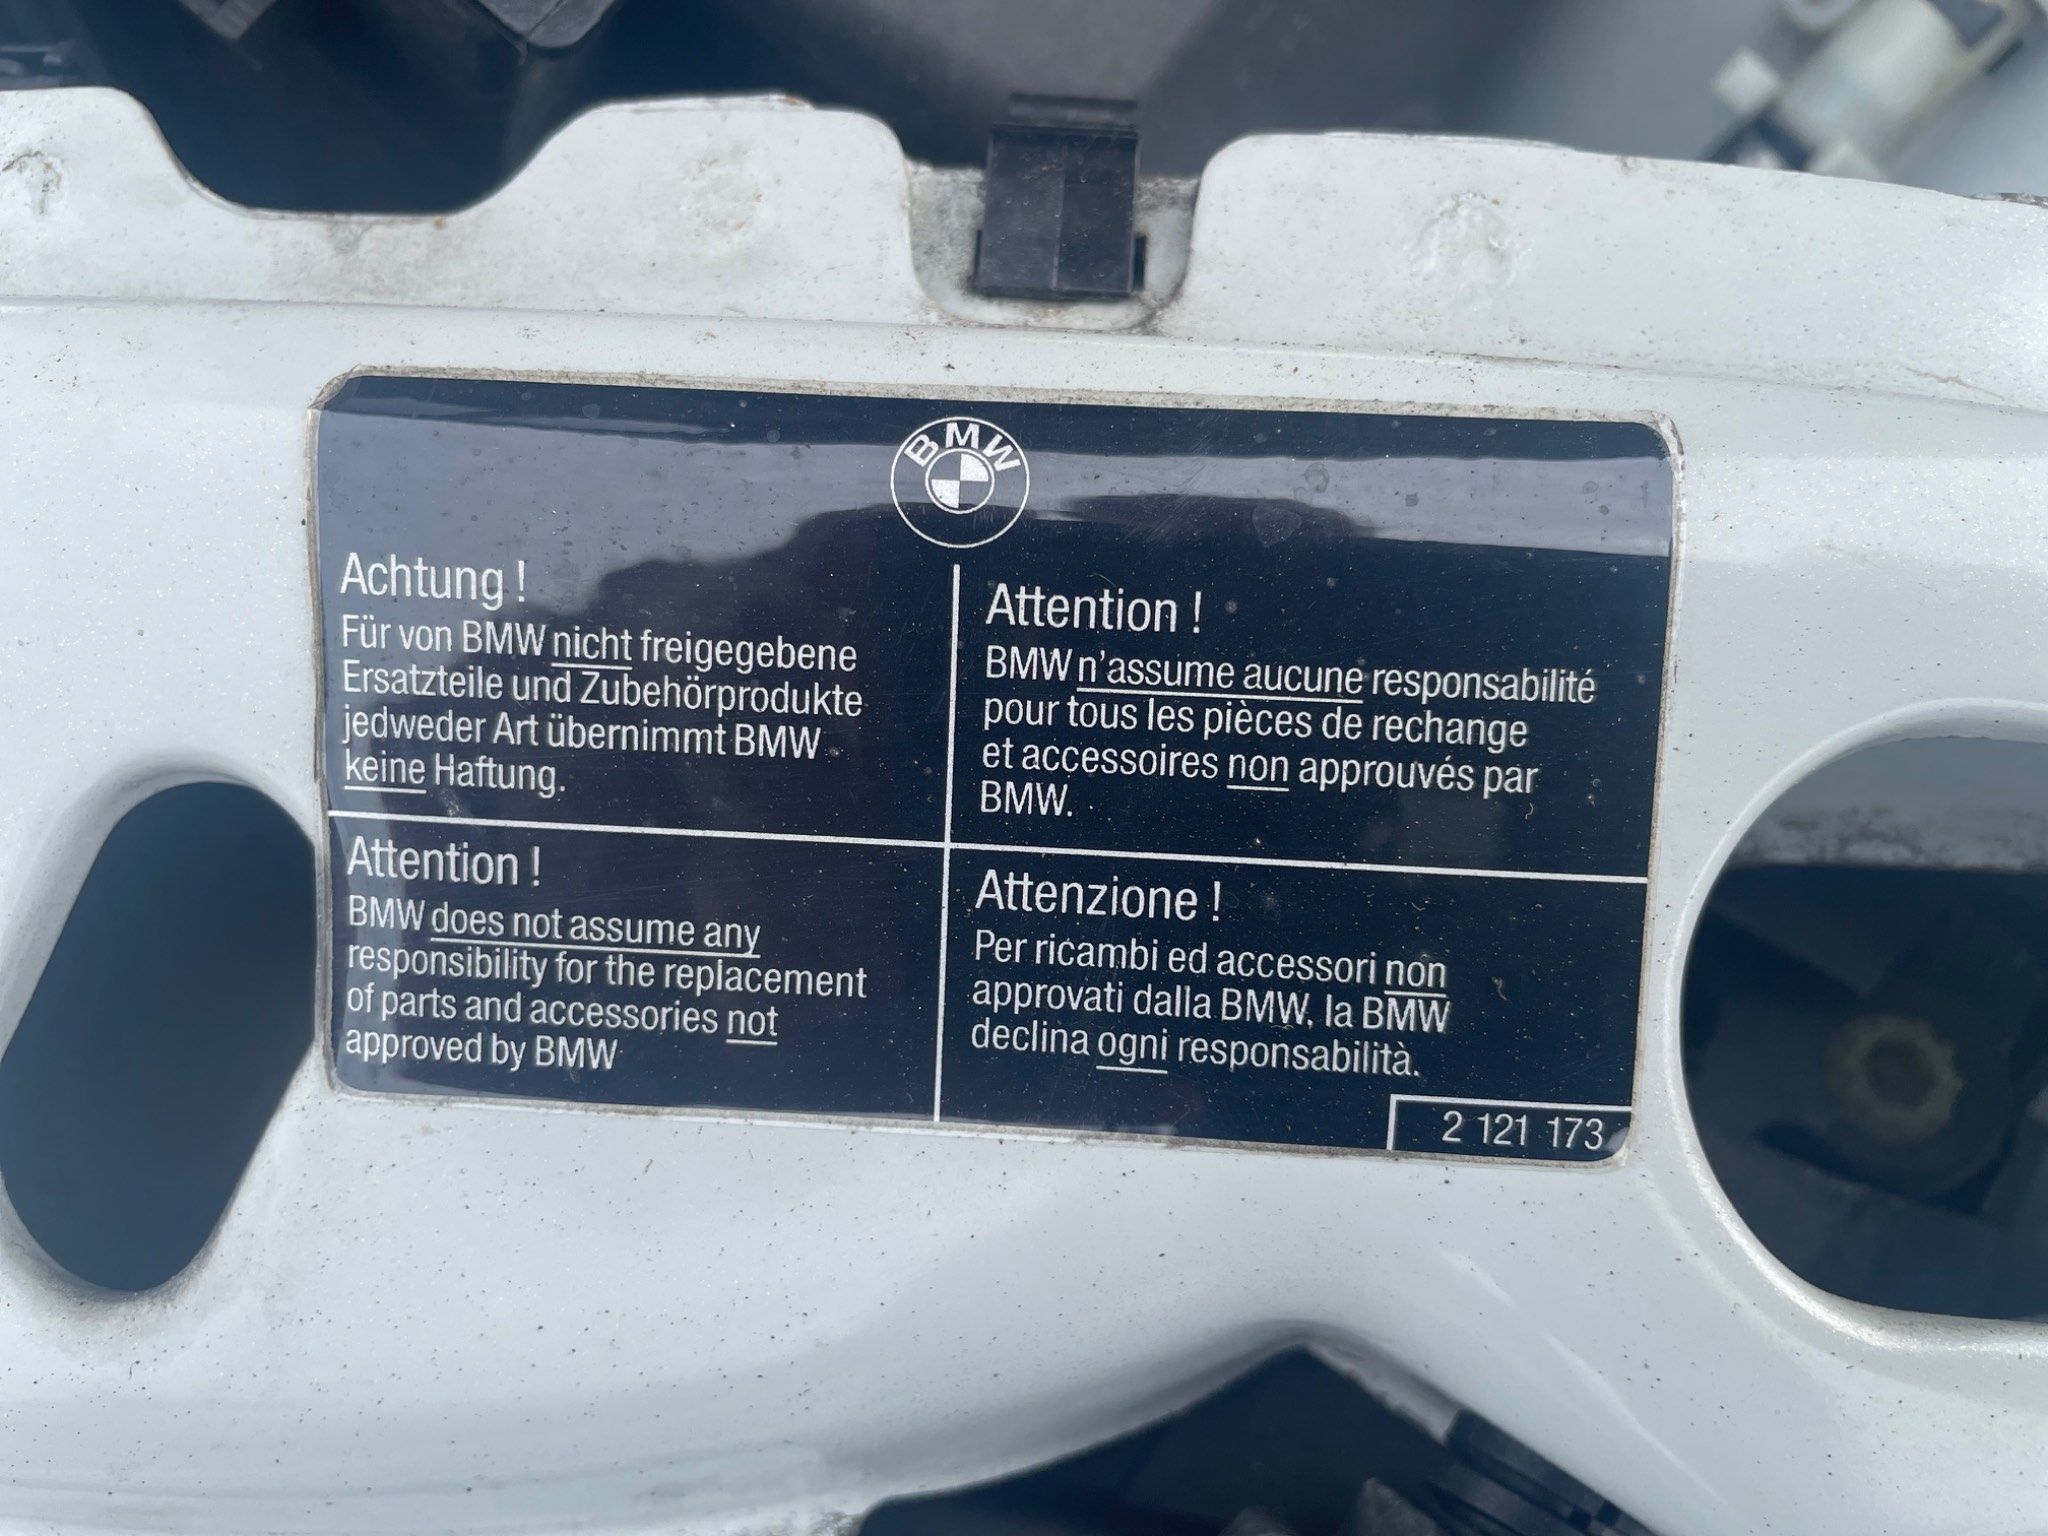 BMW
Achtung !
Für von BMW nicht freigegebene
Ersatzteile und Zubehörprodukte
jedweder Art übernimmt BMW
keine Haftung.
Attention !
BMW n'assume aucune responsabilité
pour tous les pièces de rechange
et accessoires non approuvés par
BMW.
Attention !
BMW does not assume any
responsibility for the replacement
of parts and accessories not
approved by BMW
Attenzione !
Per ricambi ed accessori non
approvati dalla BMW, la BMW
declina ogni responsabilità.
2 121 173